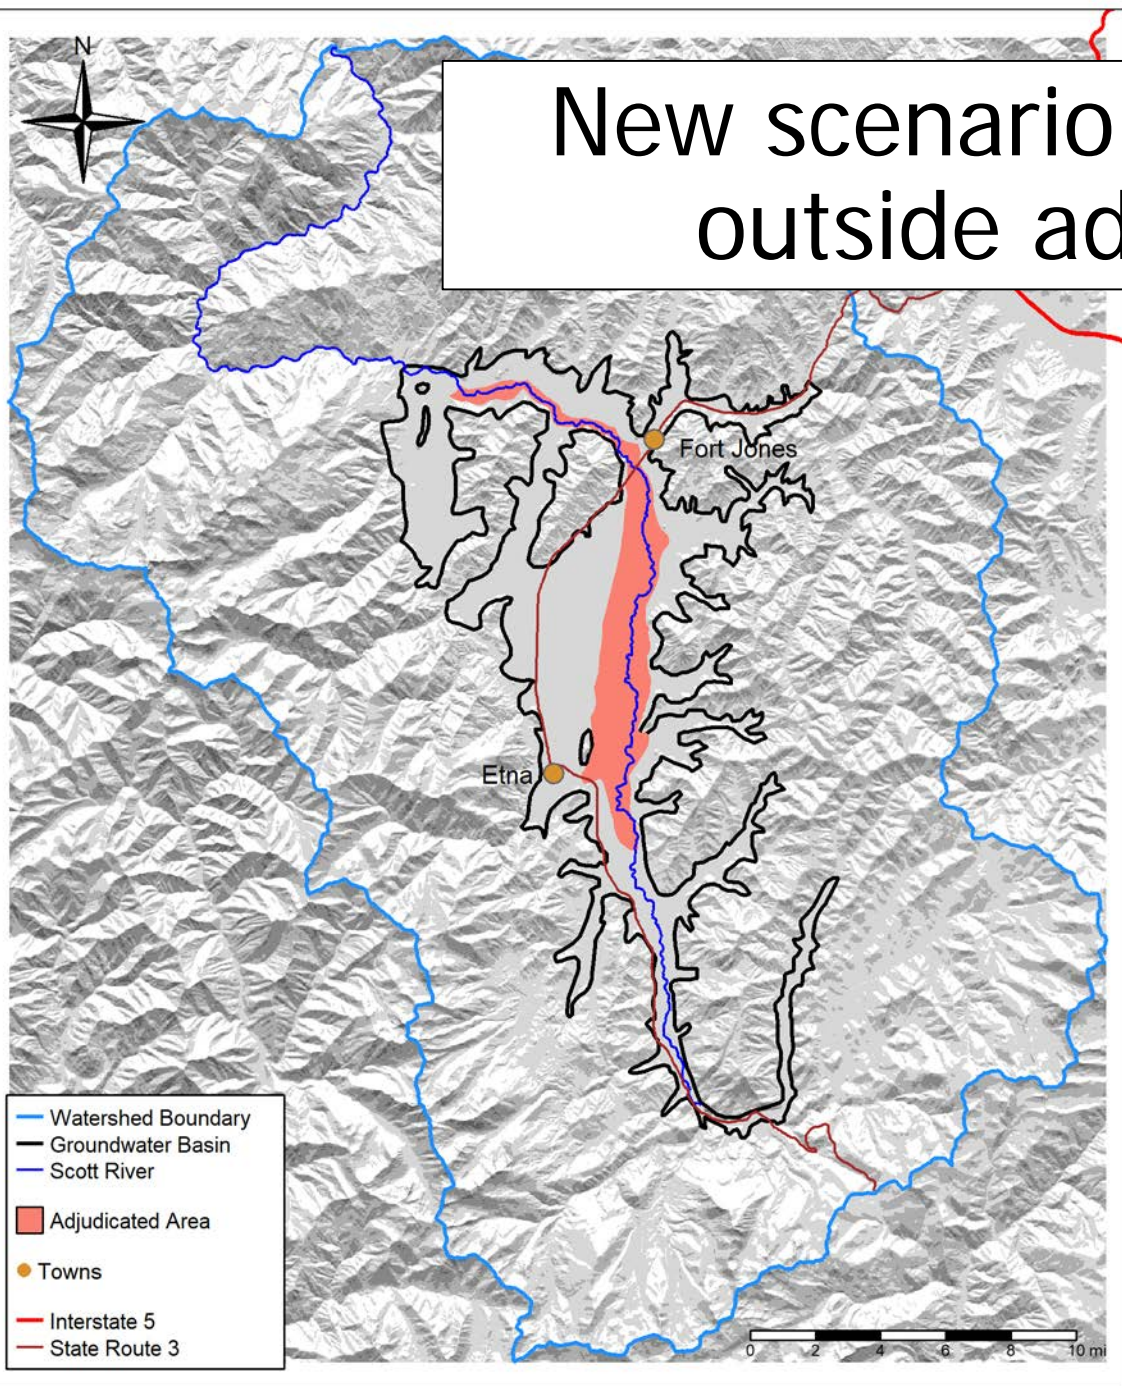 N
New scenario
outside ad
Fort Jones
Etna
Watershed Boundary
Groundwater Basin
Scott River
Adjudicated Area
Towns
Interstate 5
State Route 3
0 2 4 6 8 10 mi